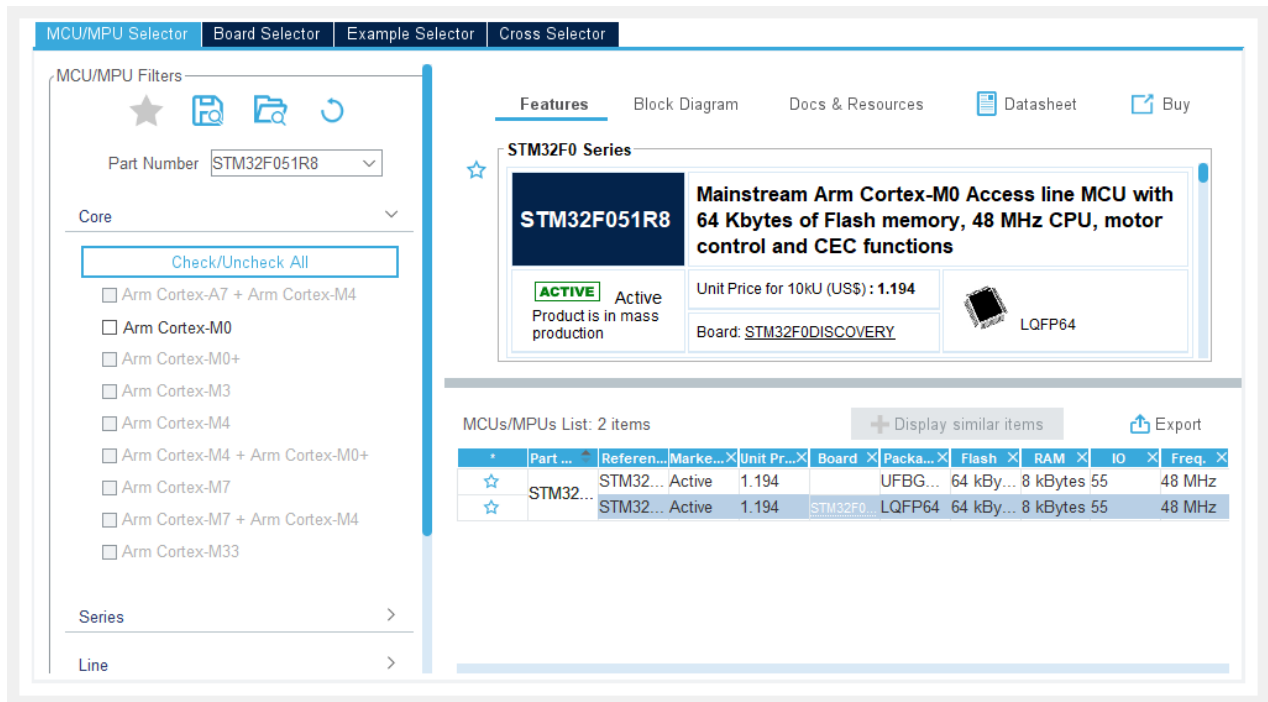 MCU/MPU Selector Board Selector Example Selector Cross Selector
MCU/MPU Filters
Part Number STM32F051R8
Core
Check/Uncheck All
Arm Cortex-A7 + Arm Cortex-M4
Arm Cortex-M0
Arm Cortex-M0+
Arm Cortex-M3
Arm Cortex-M4
Arm Cortex-M4 + Arm Cortex-M0+
Arm Cortex-M7
Arm Cortex-M7 + Arm Cortex-M4
Arm Cortex-M33
Series
Line
Features Block Diagram Docs & Resources Datasheet Buy
STM32F0 Series
STM32F051R8
Mainstream Arm Cortex-M0 Access line MCU with
64 Kbytes of Flash memory, 48 MHz CPU, motor
control and CEC functions
ACTIVE Active
Product is in mass
production
Unit Price for 10kU (US$) : 1.194
Board: STM32F0DISCOVERY
LQFP64
MCUs/MPUs List: 2 items Display similar items Export
* Part ... Referen... Marke... Unit Pr... Board Packa... Flash RAM IO Freq.
STM32...
STM32... Active 1.194 UFBG... 64 kBy... 8 kBytes 55 48 MHz
STM32... Active 1.194 STM32F0... LQFP64 64 kBy... 8 kBytes 55 48 MHz